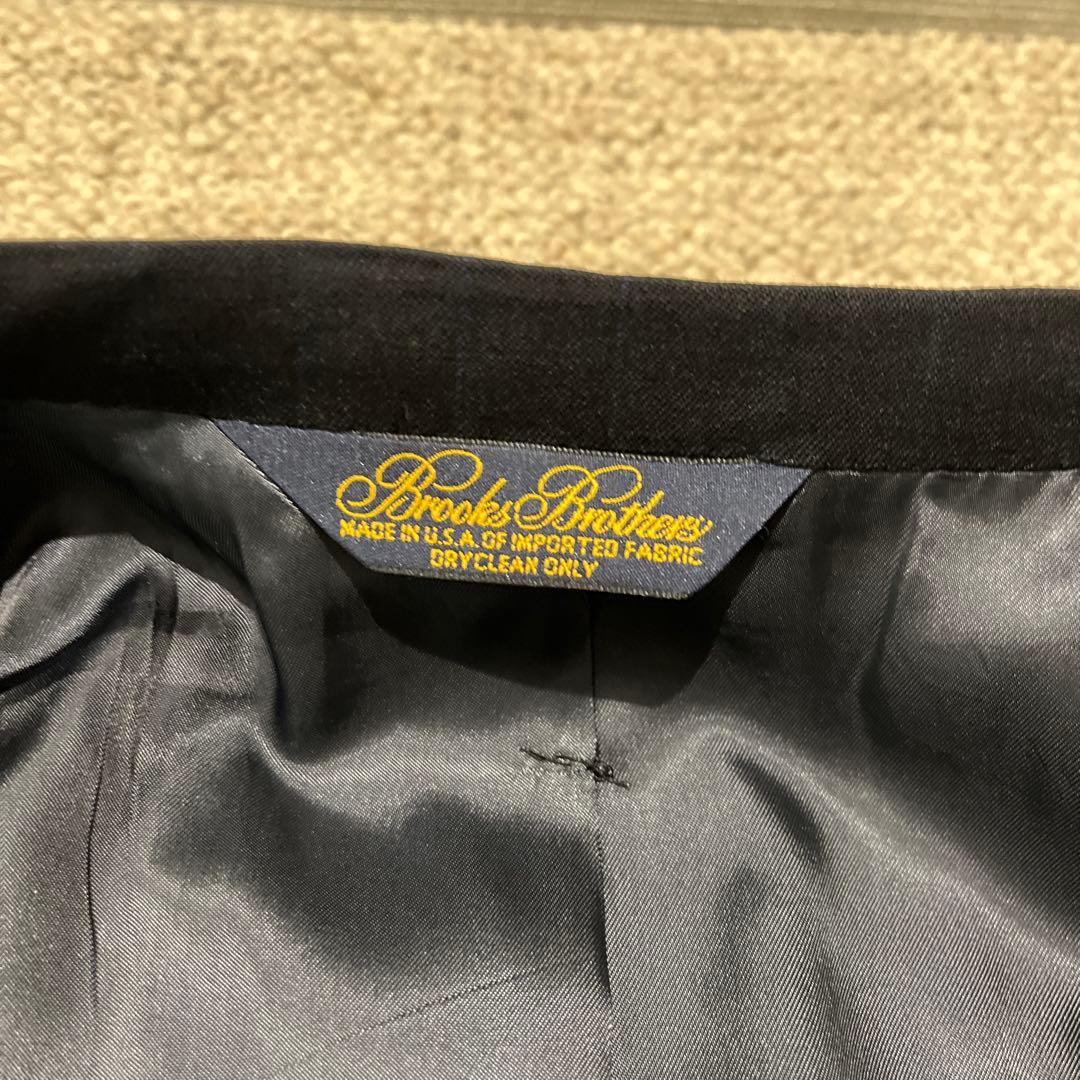 Brooks Brothers
MADE IN U.S.A. OF IMPORTED FABRIC
DRYCLEAN ONLY